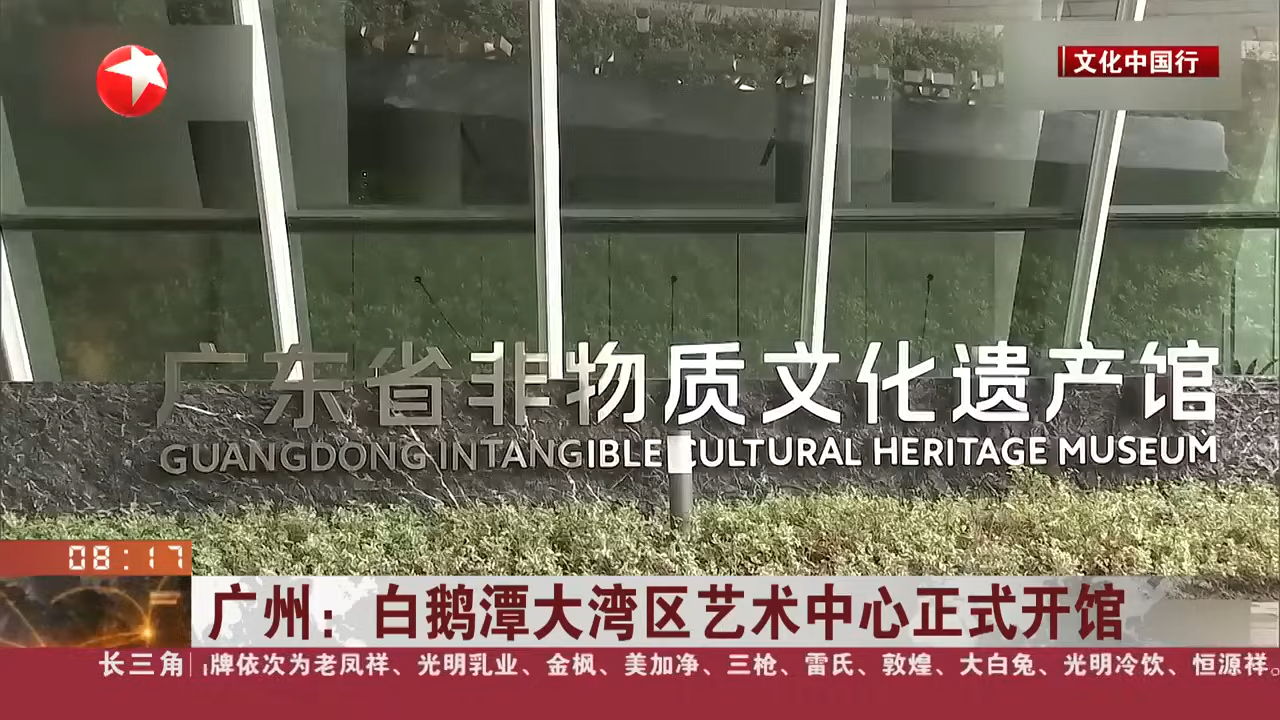 文化中国行
广东省非物质文化遗产馆
GUANGDONG INTANGIBLE CULTURAL HERITAGE MUSEUM
08:17
广州：白鹅潭大湾区艺术中心正式开馆
长三角 牌依次为老凤祥、光明乳业、金枫、美加净、三枪、雷氏、敦煌、大白兔、光明冷饮、恒源祥。